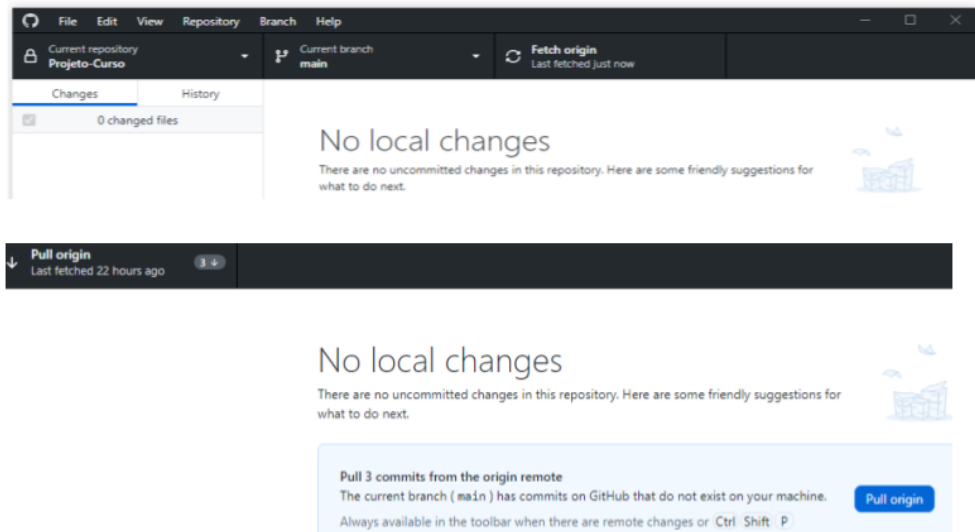 File Edit View Repository Branch Help
Current repository
Projeto-Curso
Current branch
main
Fetch origin
Last fetched just now
Changes History
0 changed files
No local changes
There are no uncommitted changes in this repository. Here are some friendly suggestions for
what to do next.
Pull origin
Last fetched 22 hours ago
3
No local changes
There are no uncommitted changes in this repository. Here are some friendly suggestions for
what to do next.
Pull 3 commits from the origin remote
The current branch ( main ) has commits on GitHub that do not exist on your machine.
Pull origin
Always available in the toolbar when there are remote changes or Ctrl Shift P